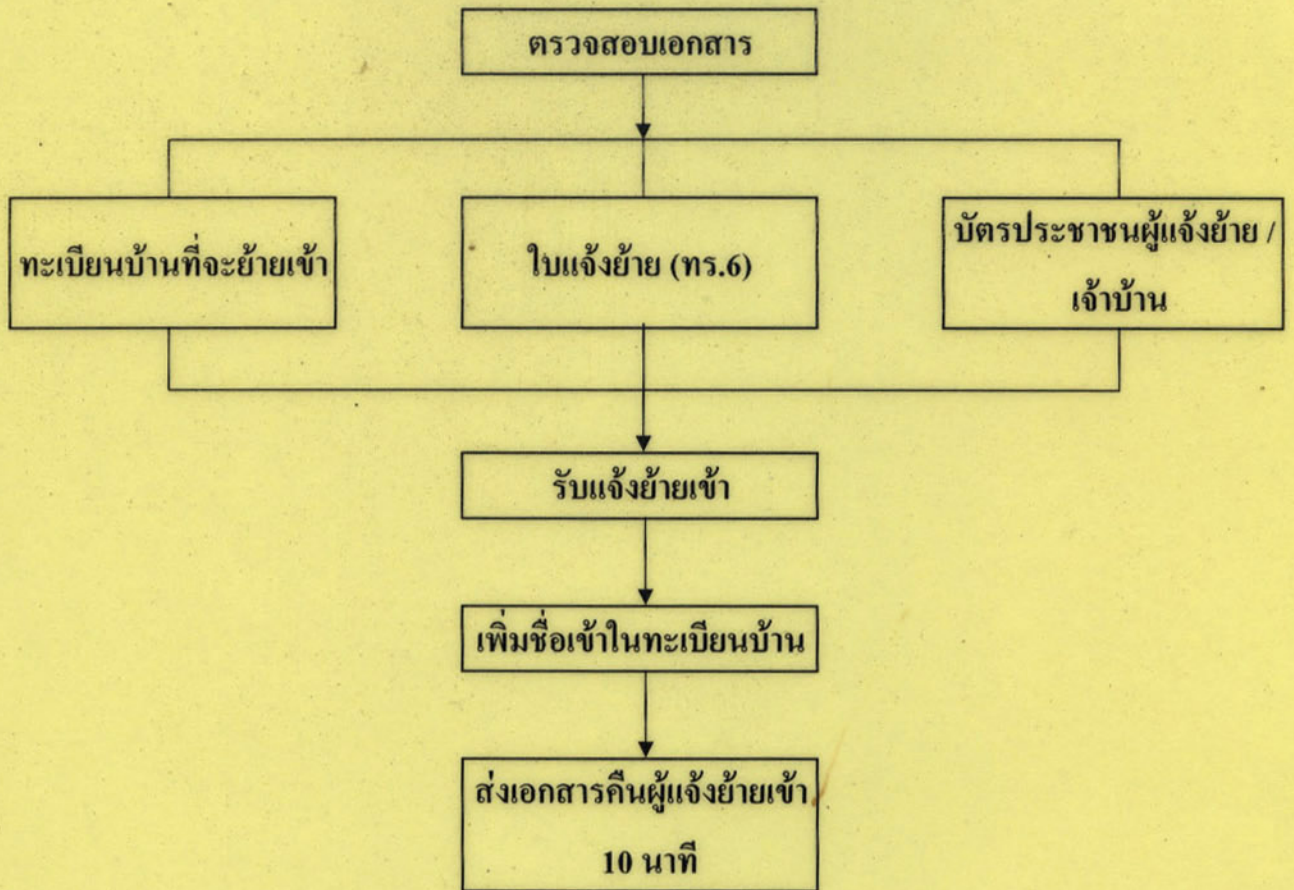 ตรวจสอบเอกสาร
ทะเบียนบ้านที่จะย้ายเข้า
ใบแจ้งย้าย (ทร.6)
บัตรประชาชนผู้แจ้งย้าย /
เจ้าบ้าน
รับแจ้งย้ายเข้า
เพิ่มชื่อเข้าในทะเบียนบ้าน
ส่งเอกสารคืนผู้แจ้งย้ายเข้า
10 นาที